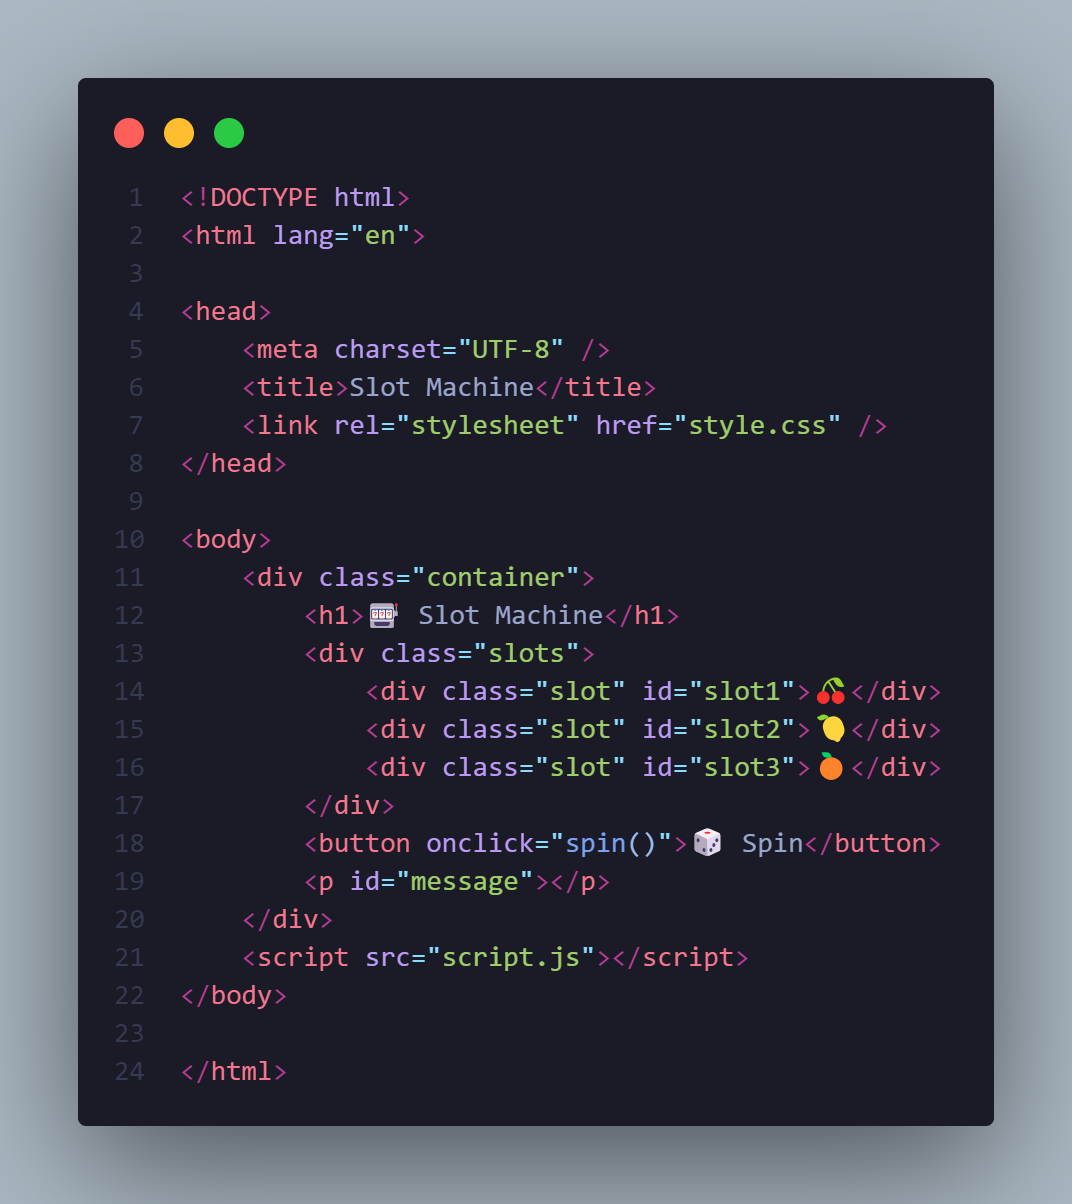 1 <!DOCTYPE html>
2 <html lang="en">
3
4 <head>
5     <meta charset="UTF-8" />
6     <title>Slot Machine</title>
7     <link rel="stylesheet" href="style.css" />
8 </head>
9
10 <body>
11     <div class="container">
12         <h1>🎰 Slot Machine</h1>
13         <div class="slots">
14             <div class="slot" id="slot1">🍒</div>
15             <div class="slot" id="slot2">🍋</div>
16             <div class="slot" id="slot3">🍊</div>
17         </div>
18         <button onclick="spin()">🎲 Spin</button>
19         <p id="message"></p>
20     </div>
21     <script src="script.js"></script>
22 </body>
23
24 </html>